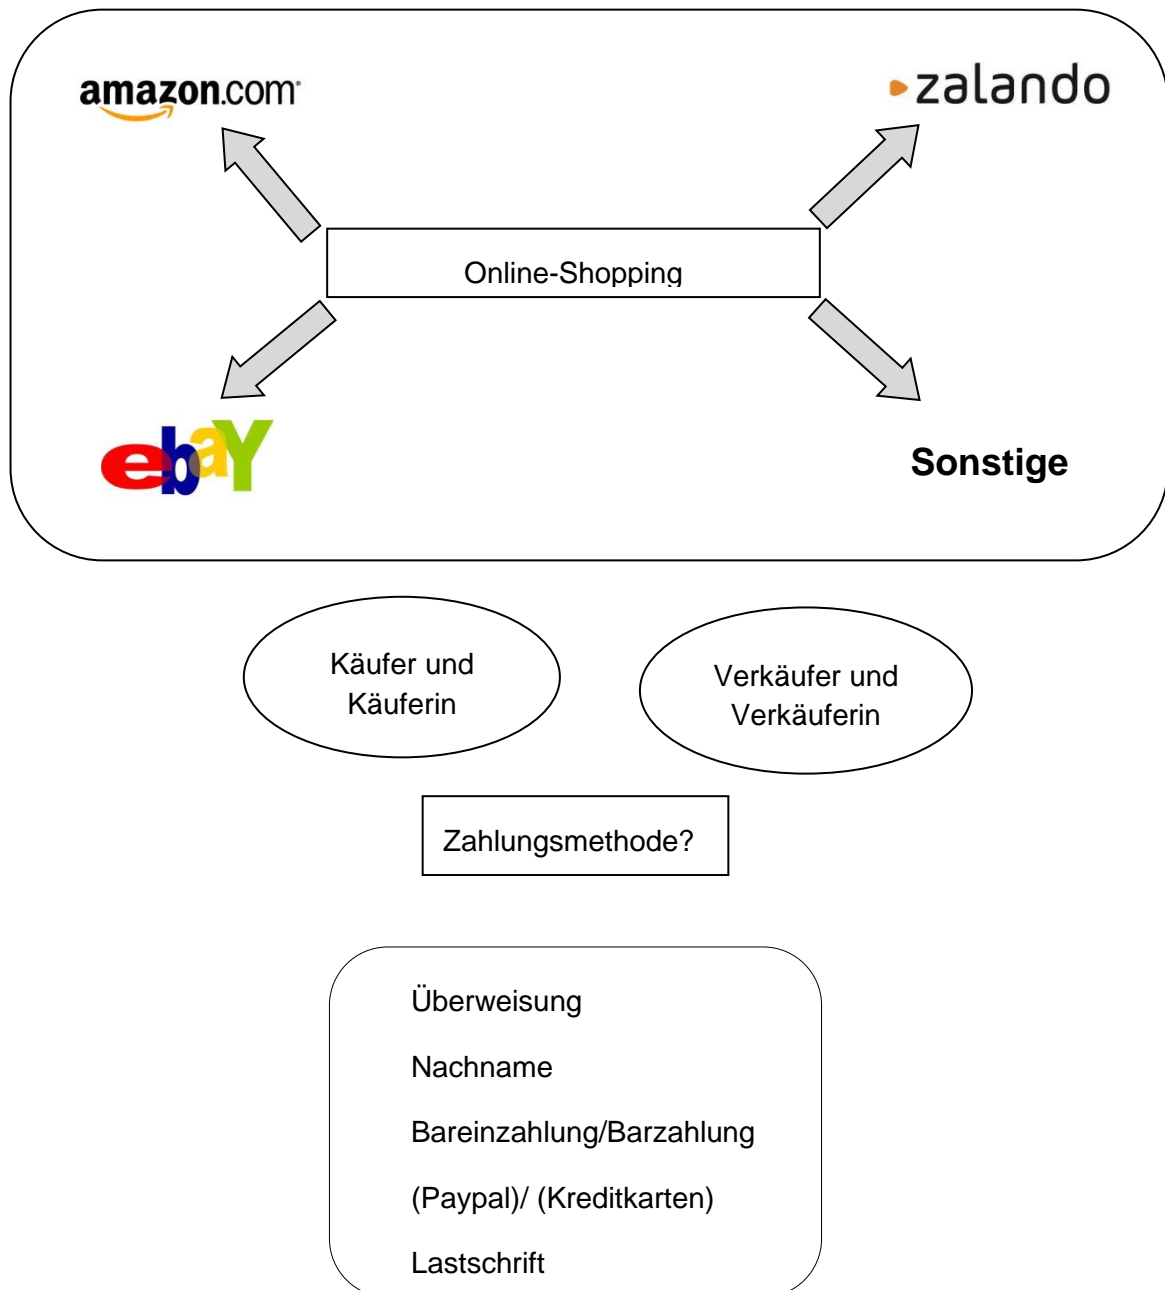 amazon.com
zalando
Online-Shopping
ebaY
Sonstige
Käufer und
Käuferin
Verkäufer und
Verkäuferin
Zahlungsmethode?
Überweisung
Nachname
Bareinzahlung/Barzahlung
(Paypal)/ (Kreditkarten)
Lastschrift